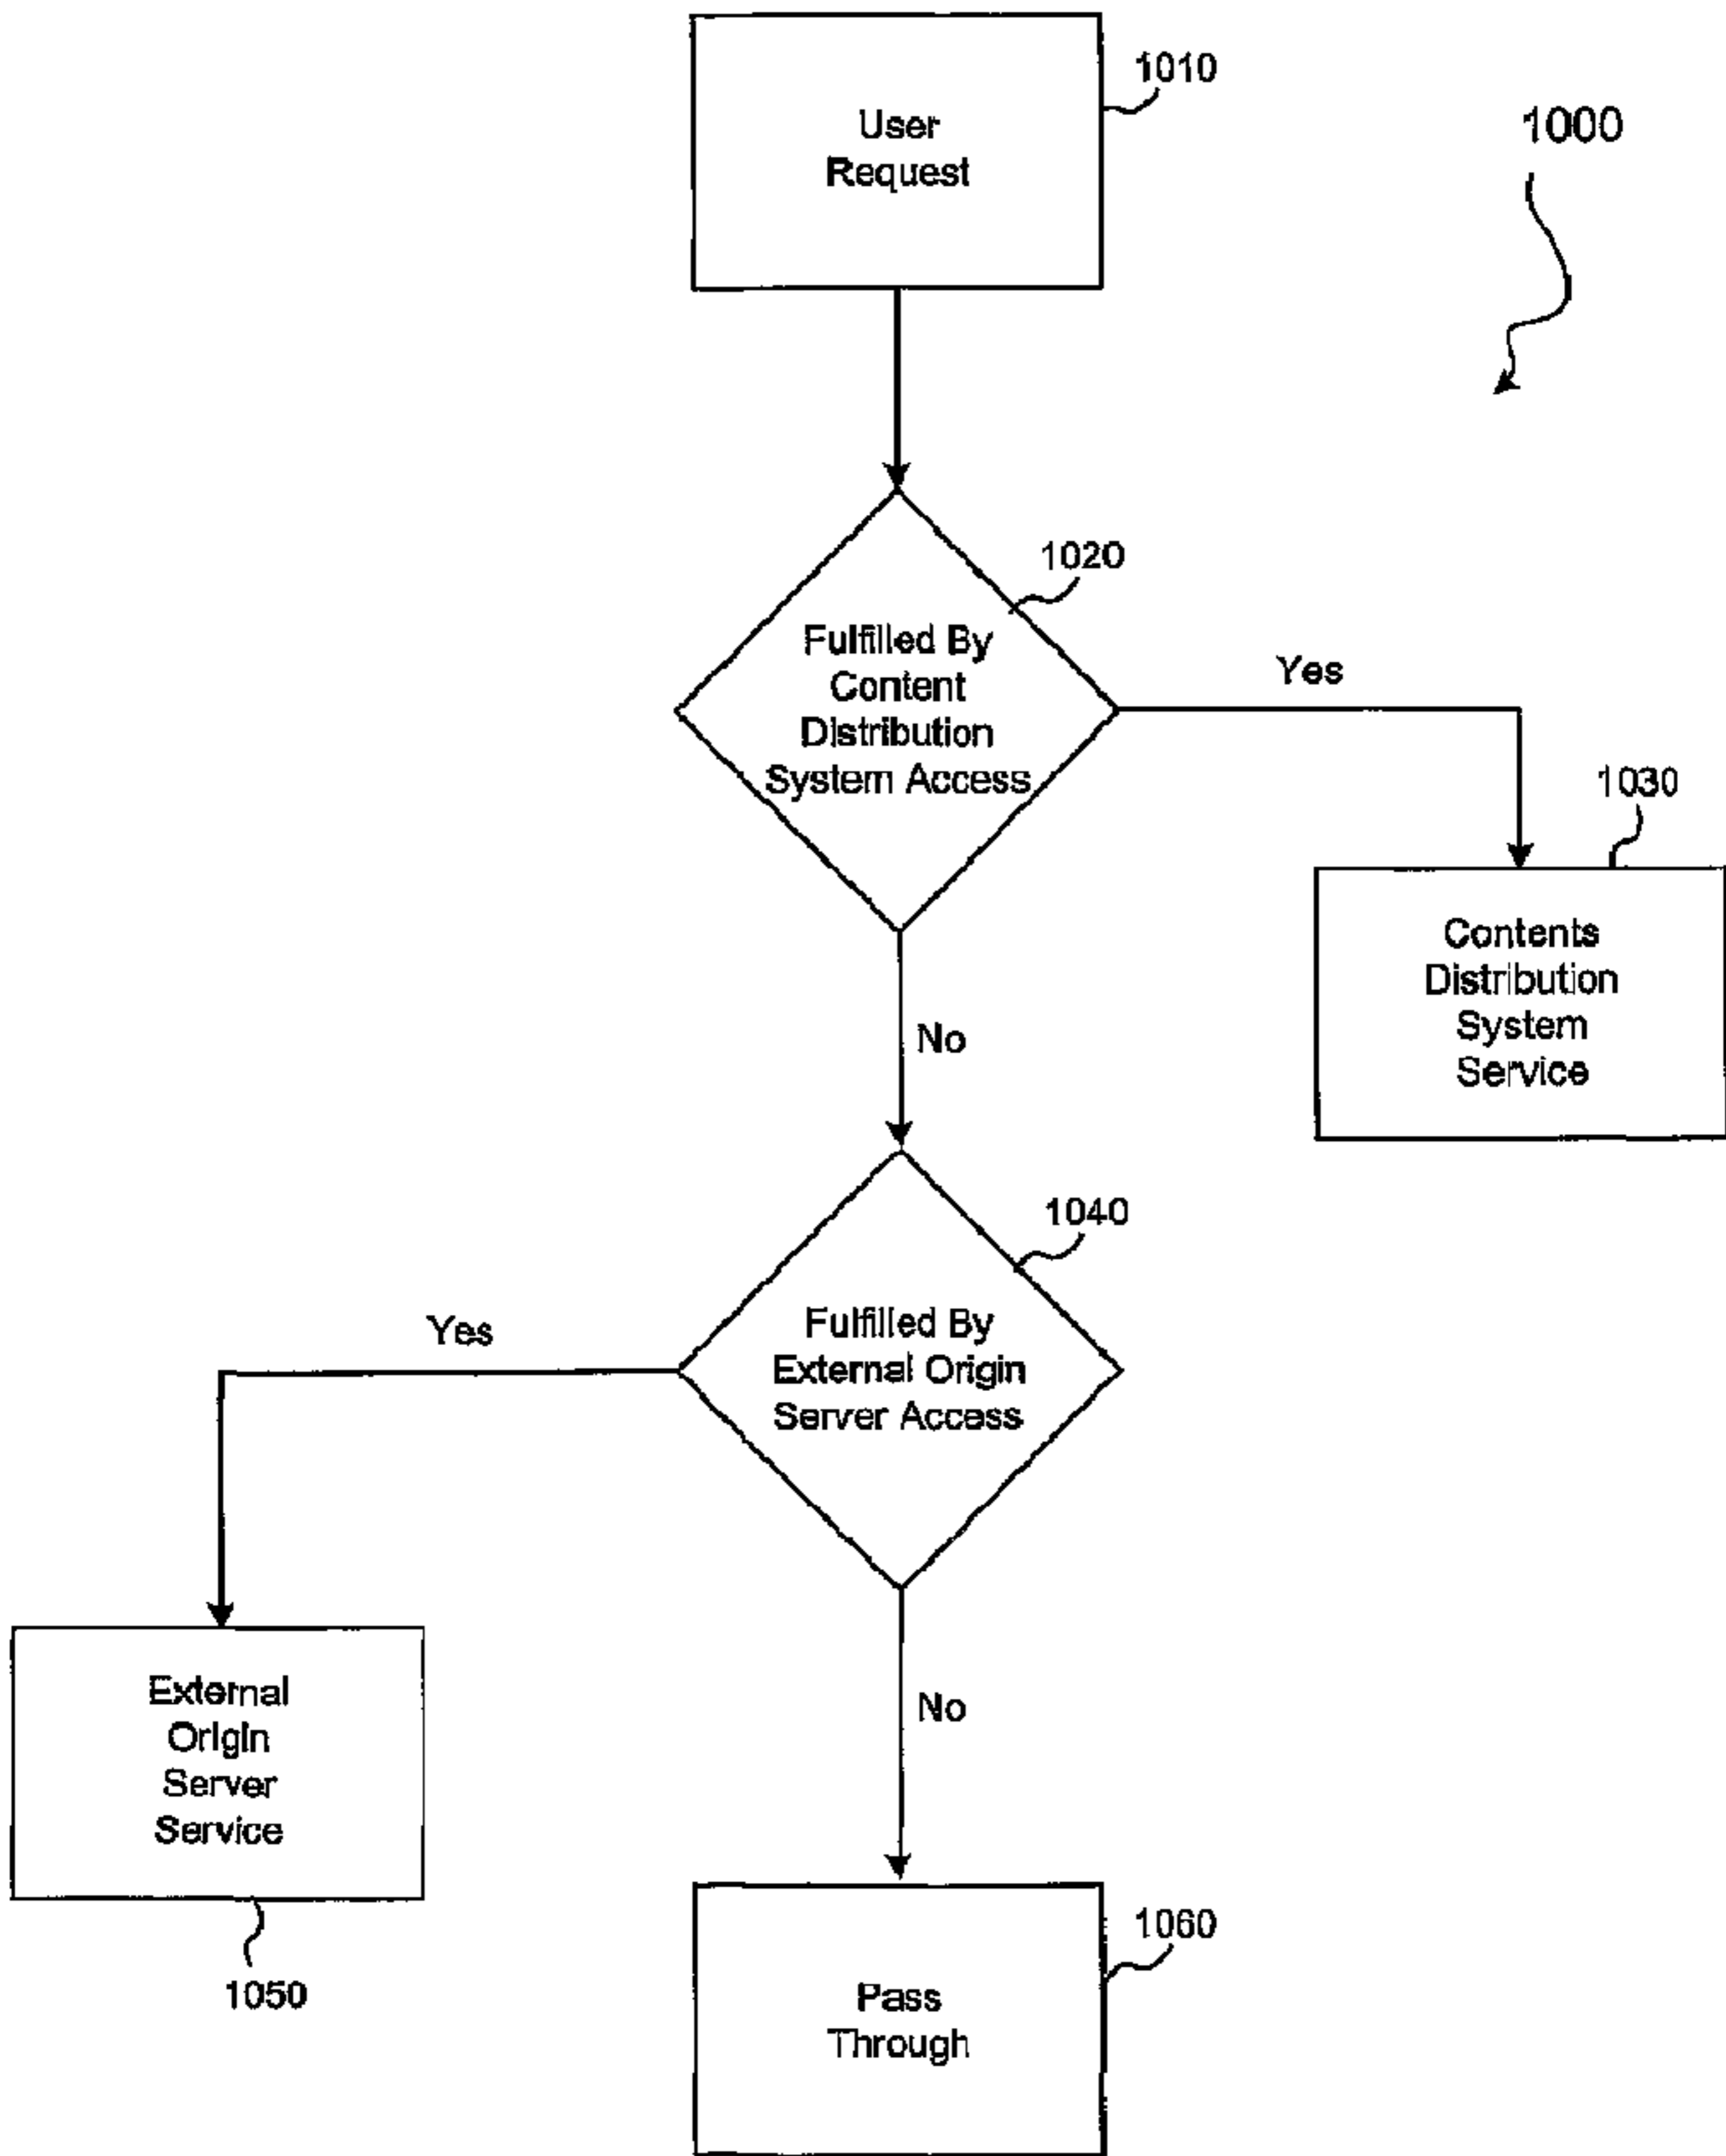 1010
User
Request
1000
1020
Fulfilled By
Content
Distribution
System Access
Yes
1030
Contents
Distribution
System
Service
No
1040
Fulfilled By
External Origin
Server Access
Yes
External
Origin
Server
Service
1050
No
1060
Pass
Through